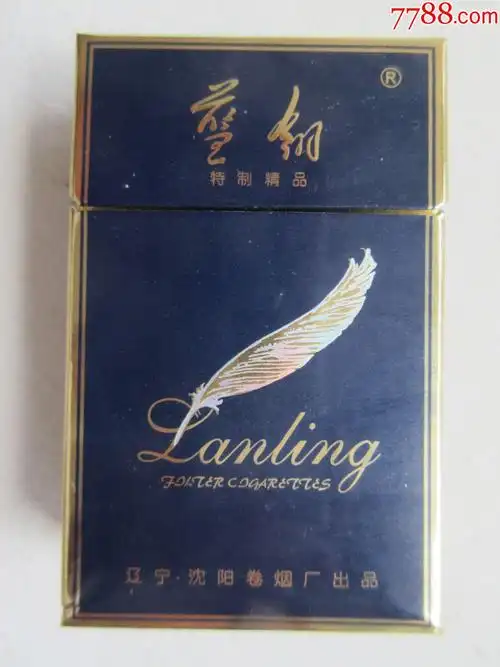 7788.com
®
蓝翎
特制精品
Lanling
FILTER CIGARETTES
辽宁·沈阳卷烟厂出品